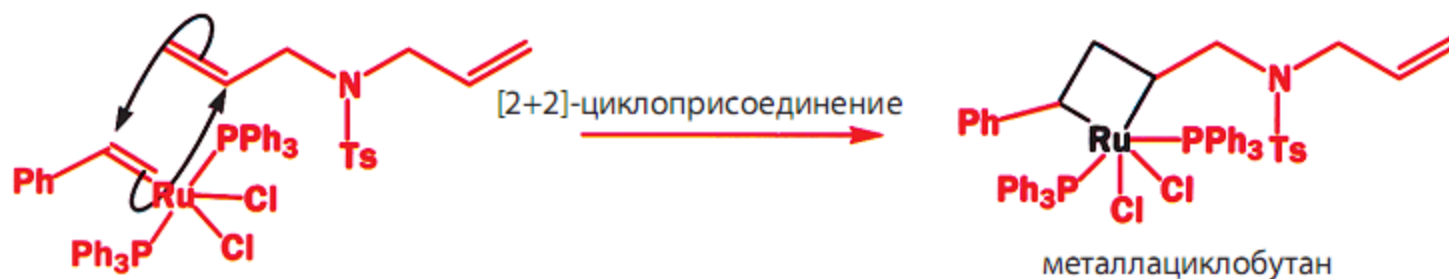 N
Ts
Ph
PPh3
Ru
Cl
Cl
Ph3P
[2+2]-циклоприсоединение
N
Ts
Ph
Ru
PPh3
Ph3P
Cl
Cl
металлациклобутан